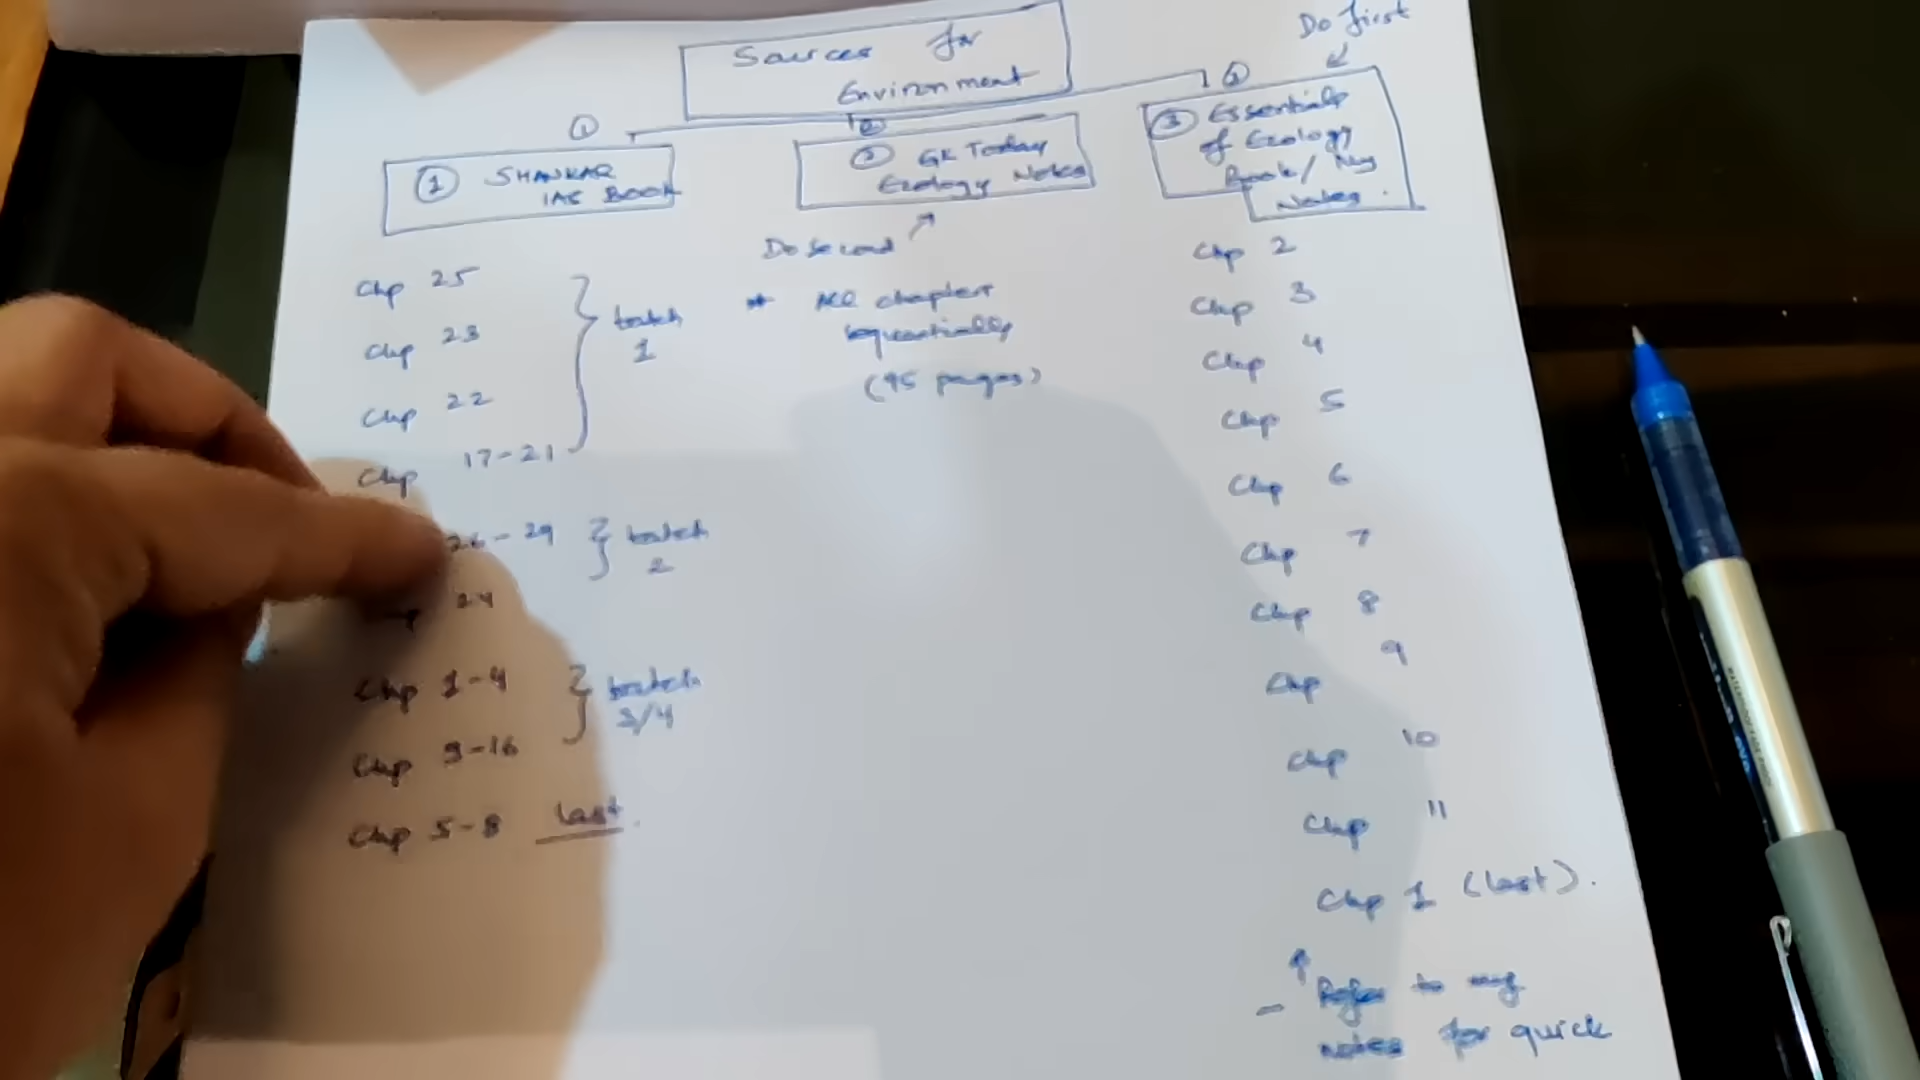 Sources for
Environment
Do first
①
②
③
① SHANKAR
IAS BOOK
② GK Today
Ecology Notes
③ Essentials
of Ecology
Book/ My
Notes.
Do Second
Chp 25
Chp 23
Chp 22
Chp 17-21
batch
1
26-29
batch
2
24
Chp 1-4
batch
3/4
Chp 9-16
Chp 5-8 last.
* All chapters
sequentially
(95 pages)
Chp 2
Chp 3
Chp 4
Chp 5
Chp 6
Chp 7
Chp 8
Chp 9
Chp 10
Chp 11
Chp 1 (last).
- Refer to my
notes for quick